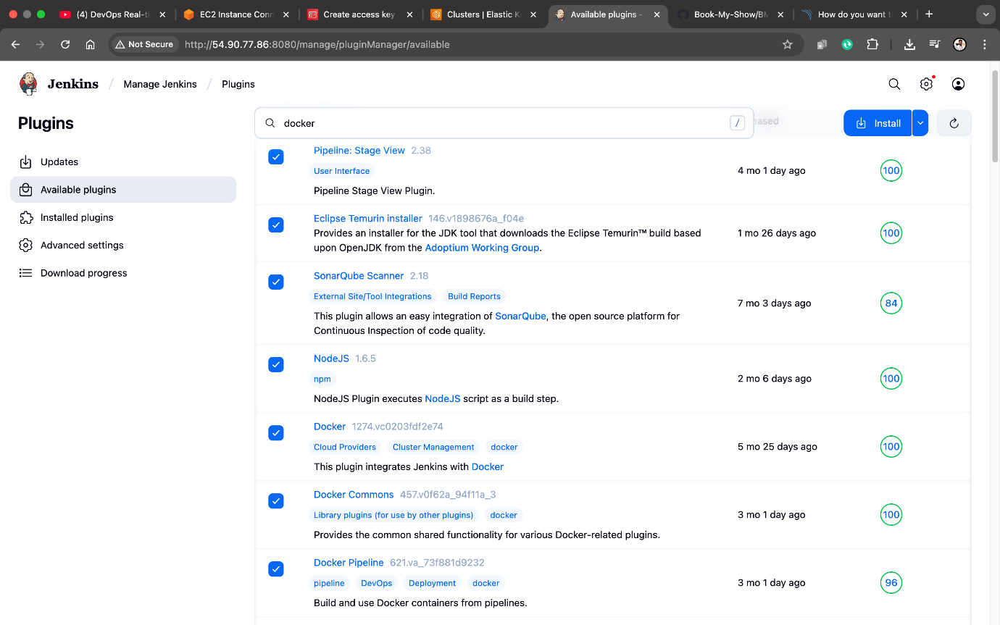 (4) DevOps Real-ti
EC2 Instance Conn
Create access key
Clusters | Elastic K
Available plugins -
Book-My-Show/BM
How do you want t
Not Secure
http://54.90.77.86:8080/manage/pluginManager/available
Jenkins / Manage Jenkins / Plugins
Plugins
docker
/
eased
Install
Updates
Available plugins
Installed plugins
Advanced settings
Download progress
Pipeline: Stage View 2.38
User Interface
Pipeline Stage View Plugin.
4 mo 1 day ago
100
Eclipse Temurin installer 146.v1898676a_f04e
Provides an installer for the JDK tool that downloads the Eclipse Temurin™ build based
upon OpenJDK from the Adoptium Working Group.
1 mo 26 days ago
100
SonarQube Scanner 2.18
External Site/Tool Integrations Build Reports
This plugin allows an easy integration of SonarQube, the open source platform for
Continuous Inspection of code quality.
7 mo 3 days ago
84
NodeJS 1.6.5
npm
NodeJS Plugin executes NodeJS script as a build step.
2 mo 6 days ago
100
Docker 1274.vc0203fdf2e74
Cloud Providers Cluster Management docker
This plugin integrates Jenkins with Docker
5 mo 25 days ago
100
Docker Commons 457.v0f62a_94f11a_3
Library plugins (for use by other plugins) docker
Provides the common shared functionality for various Docker-related plugins.
3 mo 1 day ago
100
Docker Pipeline 621.va_73f881d9232
pipeline DevOps Deployment docker
Build and use Docker containers from pipelines.
3 mo 1 day ago
96